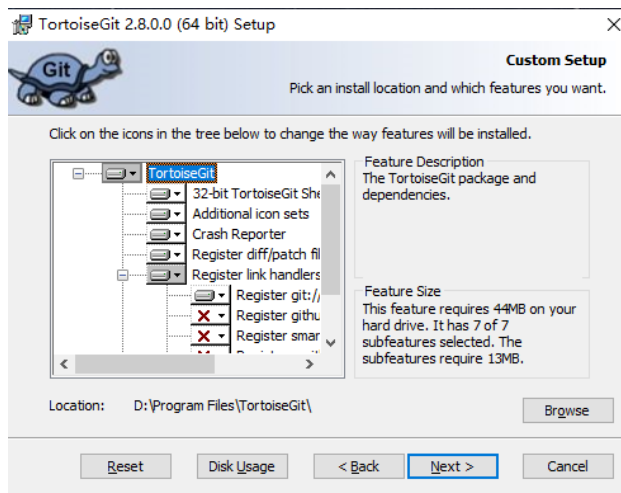 TortoiseGit 2.8.0.0 (64 bit) Setup
Git
Custom Setup
Pick an install location and which features you want.
Click on the icons in the tree below to change the way features will be installed.
TortoiseGit
32-bit TortoiseGit She
Additional icon sets
Crash Reporter
Register diff/patch fil
Register link handlers
Register git:/
Register githu
Register smar
Feature Description
The TortoiseGit package and
dependencies.
Feature Size
This feature requires 44MB on your
hard drive. It has 7 of 7
subfeatures selected. The
subfeatures require 13MB.
Location: D:\Program Files\TortoiseGit\
Browse
Reset Disk Usage < Back Next > Cancel